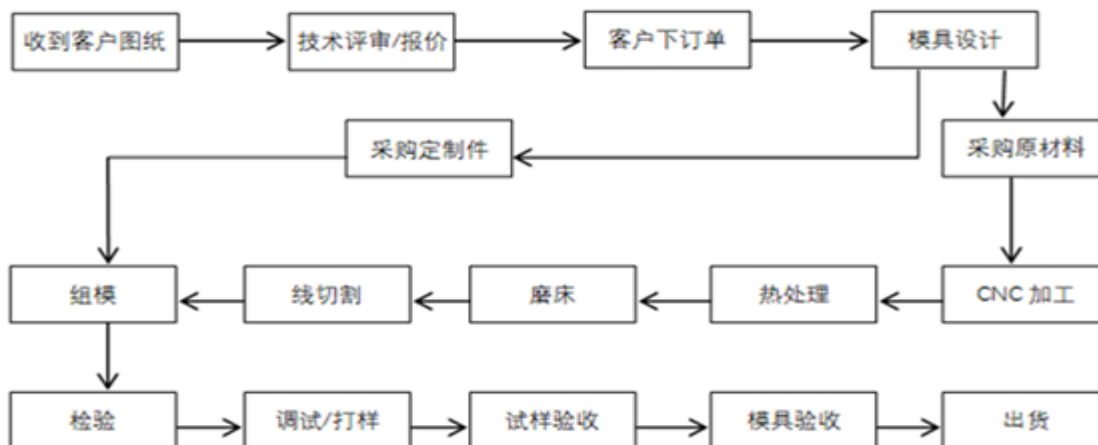 收到客户图纸
技术评审/报价
客户下订单
模具设计
采购定制件
采购原材料
组模
线切割
磨床
热处理
CNC 加工
检验
调试/打样
试样验收
模具验收
出货